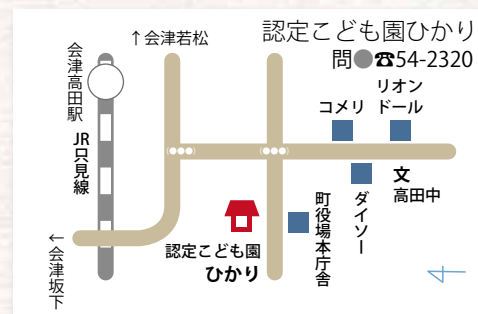 認定こども園ひかり
問●☎54-2320
↑会津若松
会津高田駅
JR只見線
←会津坂下
コメリ
リオン
ドール
文
高田中
ダイソー
町役場本庁舎
認定こども園
ひかり